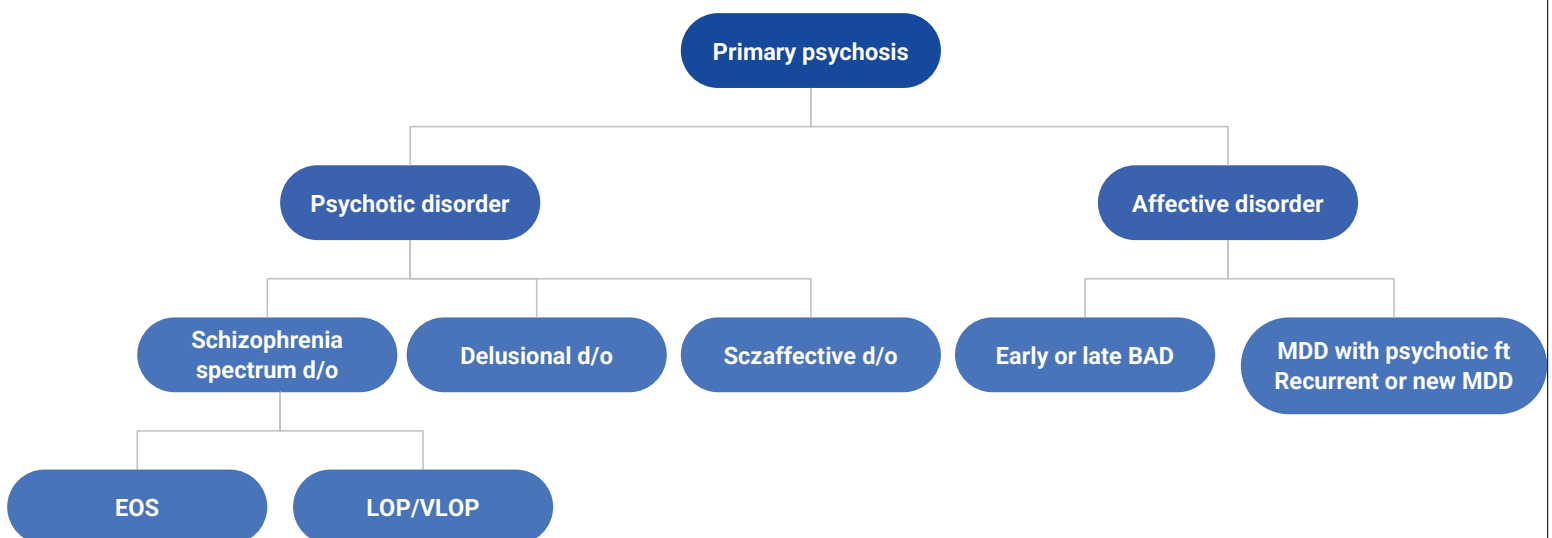 Primary psychosis
Psychotic disorder
Affective disorder
Schizophrenia
spectrum d/o
Delusional d/o
Sczaffective d/o
Early or late BAD
MDD with psychotic ft
Recurrent or new MDD
EOS
LOP/VLOP